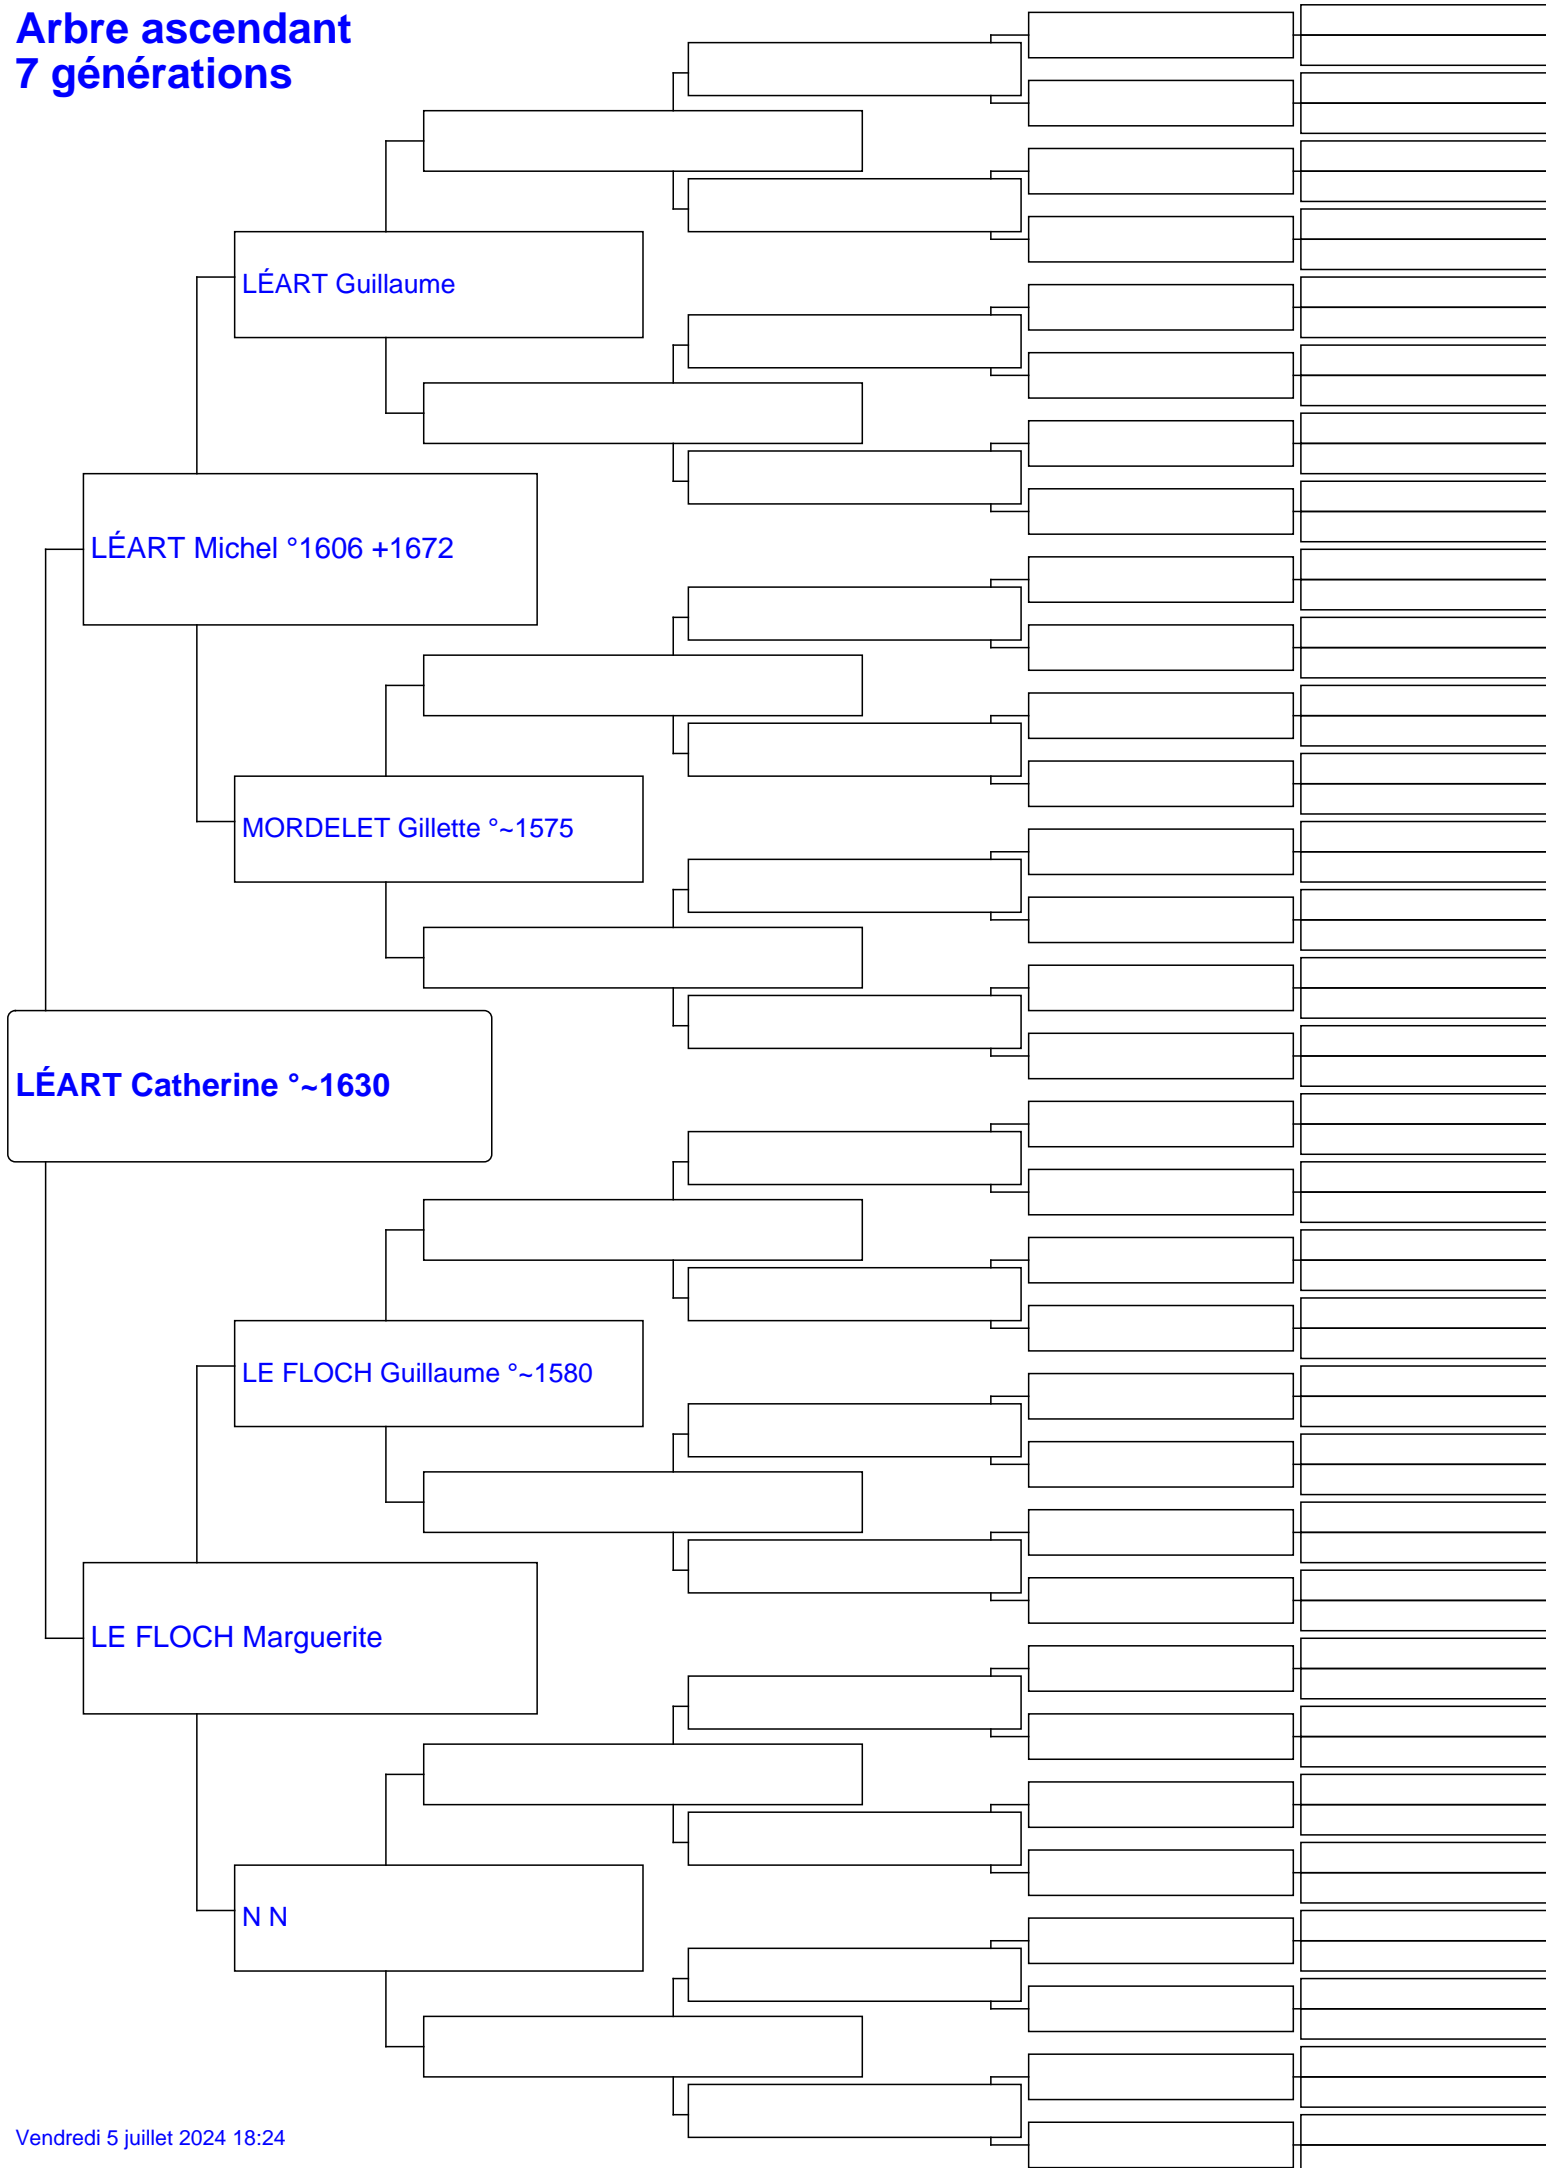 Arbre ascendant
7 générations
LÉART Guillaume
LÉART Michel °1606 +1672
MORDELET Gillette °~1575
LÉART Catherine °~1630
LE FLOCH Guillaume °~1580
LE FLOCH Marguerite
N N
Vendredi 5 juillet 2024 18:24